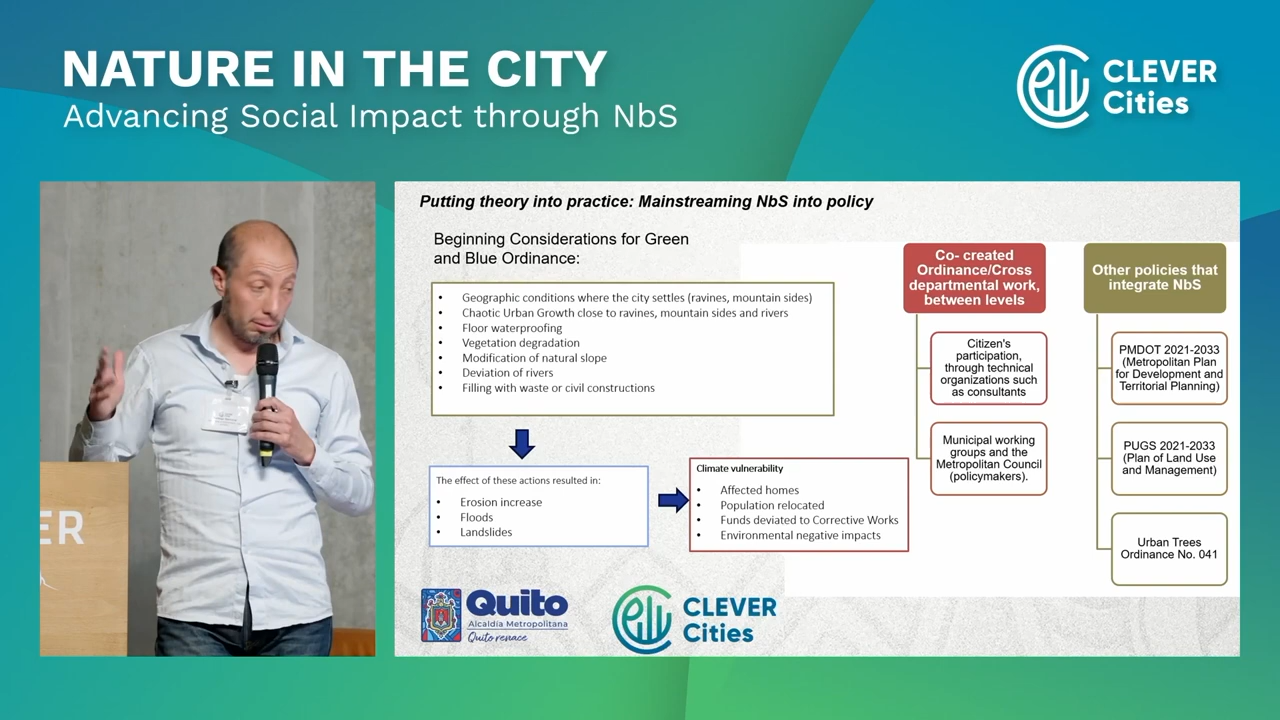 NATURE IN THE CITY
Advancing Social Impact through NbS
CLEVER
Cities
ER
Putting theory into practice: Mainstreaming NbS into policy
Beginning Considerations for Green
and Blue Ordinance:
• Geographic conditions where the city settles (ravines, mountain sides)
• Chaotic Urban Growth close to ravines, mountain sides and rivers
• Floor waterproofing
• Vegetation degradation
• Modification of natural slope
• Deviation of rivers
• Filling with waste or civil constructions
The effect of these actions resulted in:
• Erosion increase
• Floods
• Landslides
Climate vulnerability
• Affected homes
• Population relocated
• Funds deviated to Corrective Works
• Environmental negative impacts
Co- created
Ordinance/Cross
departmental work,
between levels
Citizen's
participation,
through technical
organizations such
as consultants
Municipal working
groups and the
Metropolitan Council
(policymakers).
Other policies that
integrate NbS
PMDOT 2021-2033
(Metropolitan Plan
for Development and
Territorial Planning)
PUGS 2021-2033
(Plan of Land Use
and Management)
Urban Trees
Ordinance No. 041
Quito
Alcaldía Metropolitana
Quito renace
CLEVER
Cities